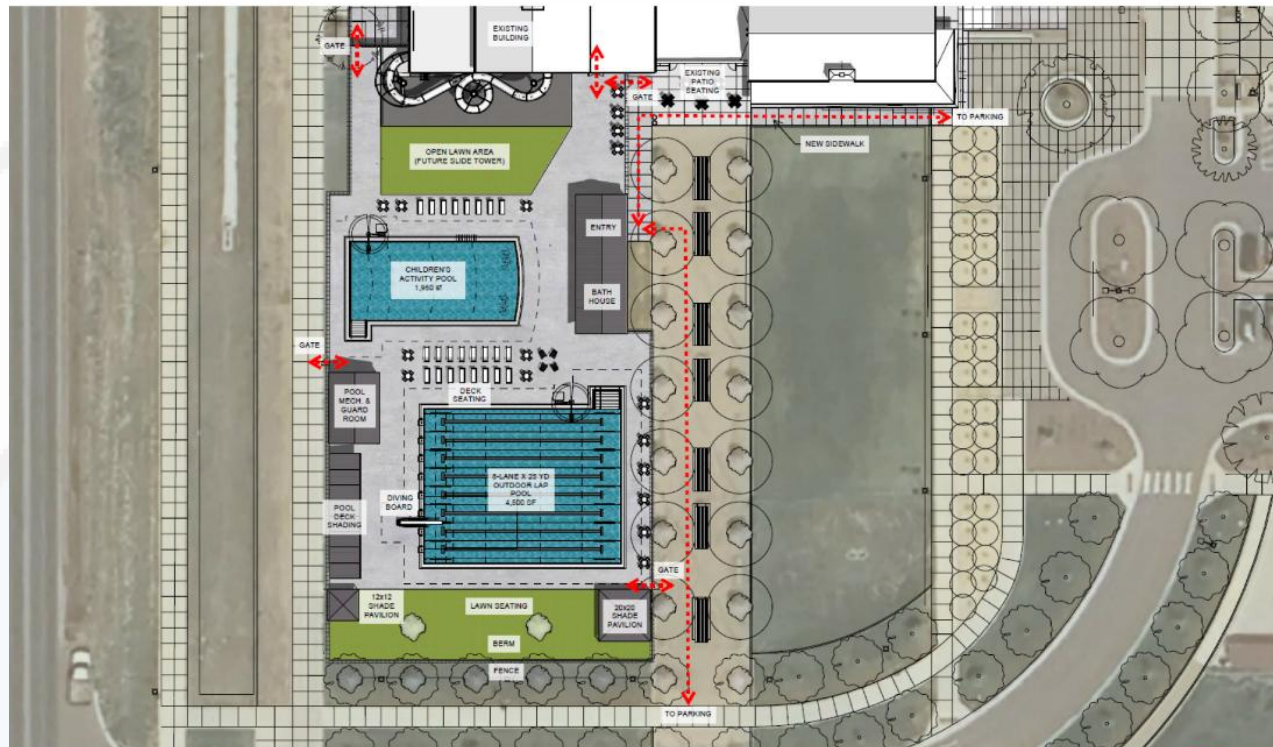 EXISTING
BUILDING
GATE
EXISTING
PATIO
SEATING
GATE
TO PARKING
NEW SIDEWALK
OPEN LAWN AREA
(FUTURE SLIDE TOWER)
ENTRY
CHILDREN'S
ACTIVITY POOL
1,950 sf
BATH
HOUSE
GATE
POOL
MECH. &
GUARD
ROOM
DECK
SEATING
8-LANE X 25 YD
OUTDOOR LAP
POOL
4,500 SF
DIVING
BOARD
POOL
DECK
SHADING
GATE
12x12
SHADE
PAVILION
LAWN SEATING
20x20
SHADE
PAVILION
BERM
FENCE
TO PARKING